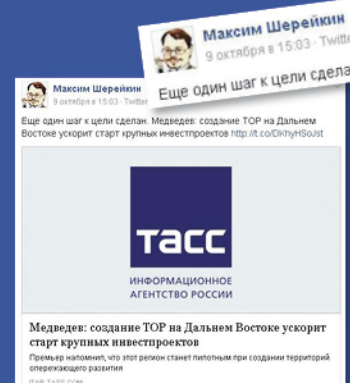 Максим Шерейкин
9 октября в 15:03 · Twitte
Еще один шаг к цели сдела
Максим Шерейкин
9 октября в 15:03 · Twitter
Еще один шаг к цели сделан. Медведев: создание ТОР на Дальнем
Востоке ускорит старт крупных инвестпроектов http://t.co/DKhyHSoJst
ТАСС
ИНФОРМАЦИОННОЕ
АГЕНТСТВО РОССИИ
Медведев: создание ТОР на Дальнем Востоке ускорит
старт крупных инвестпроектов
Премьер напомнил, что этот регион станет пилотным при создании территорий
опережающего развития
ITAR-TASS.COM